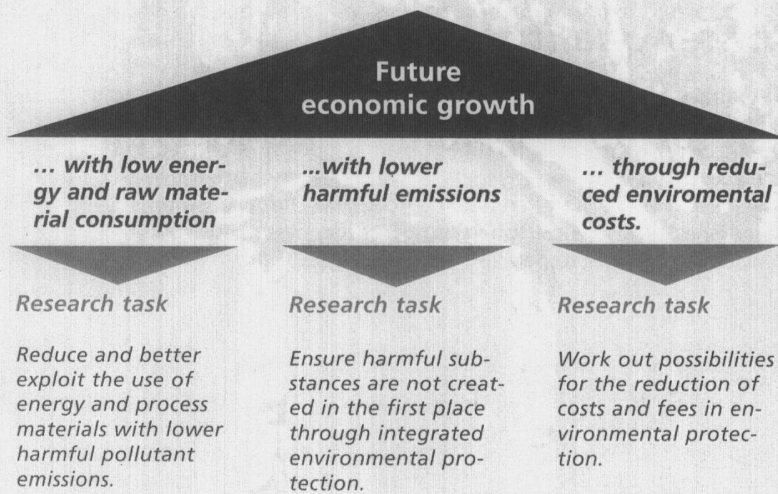 Future
economic growth
... with low ener-
gy and raw mate-
rial consumption
...with lower
harmful emissions
... through redu-
ced enviromental
costs.
Research task
Reduce and better
exploit the use of
energy and process
materials with lower
harmful pollutant
emissions.
Research task
Ensure harmful sub-
stances are not creat-
ed in the first place
through integrated
environmental pro-
tection.
Research task
Work out possibilities
for the reduction of
costs and fees in en-
vironmental protec-
tion.